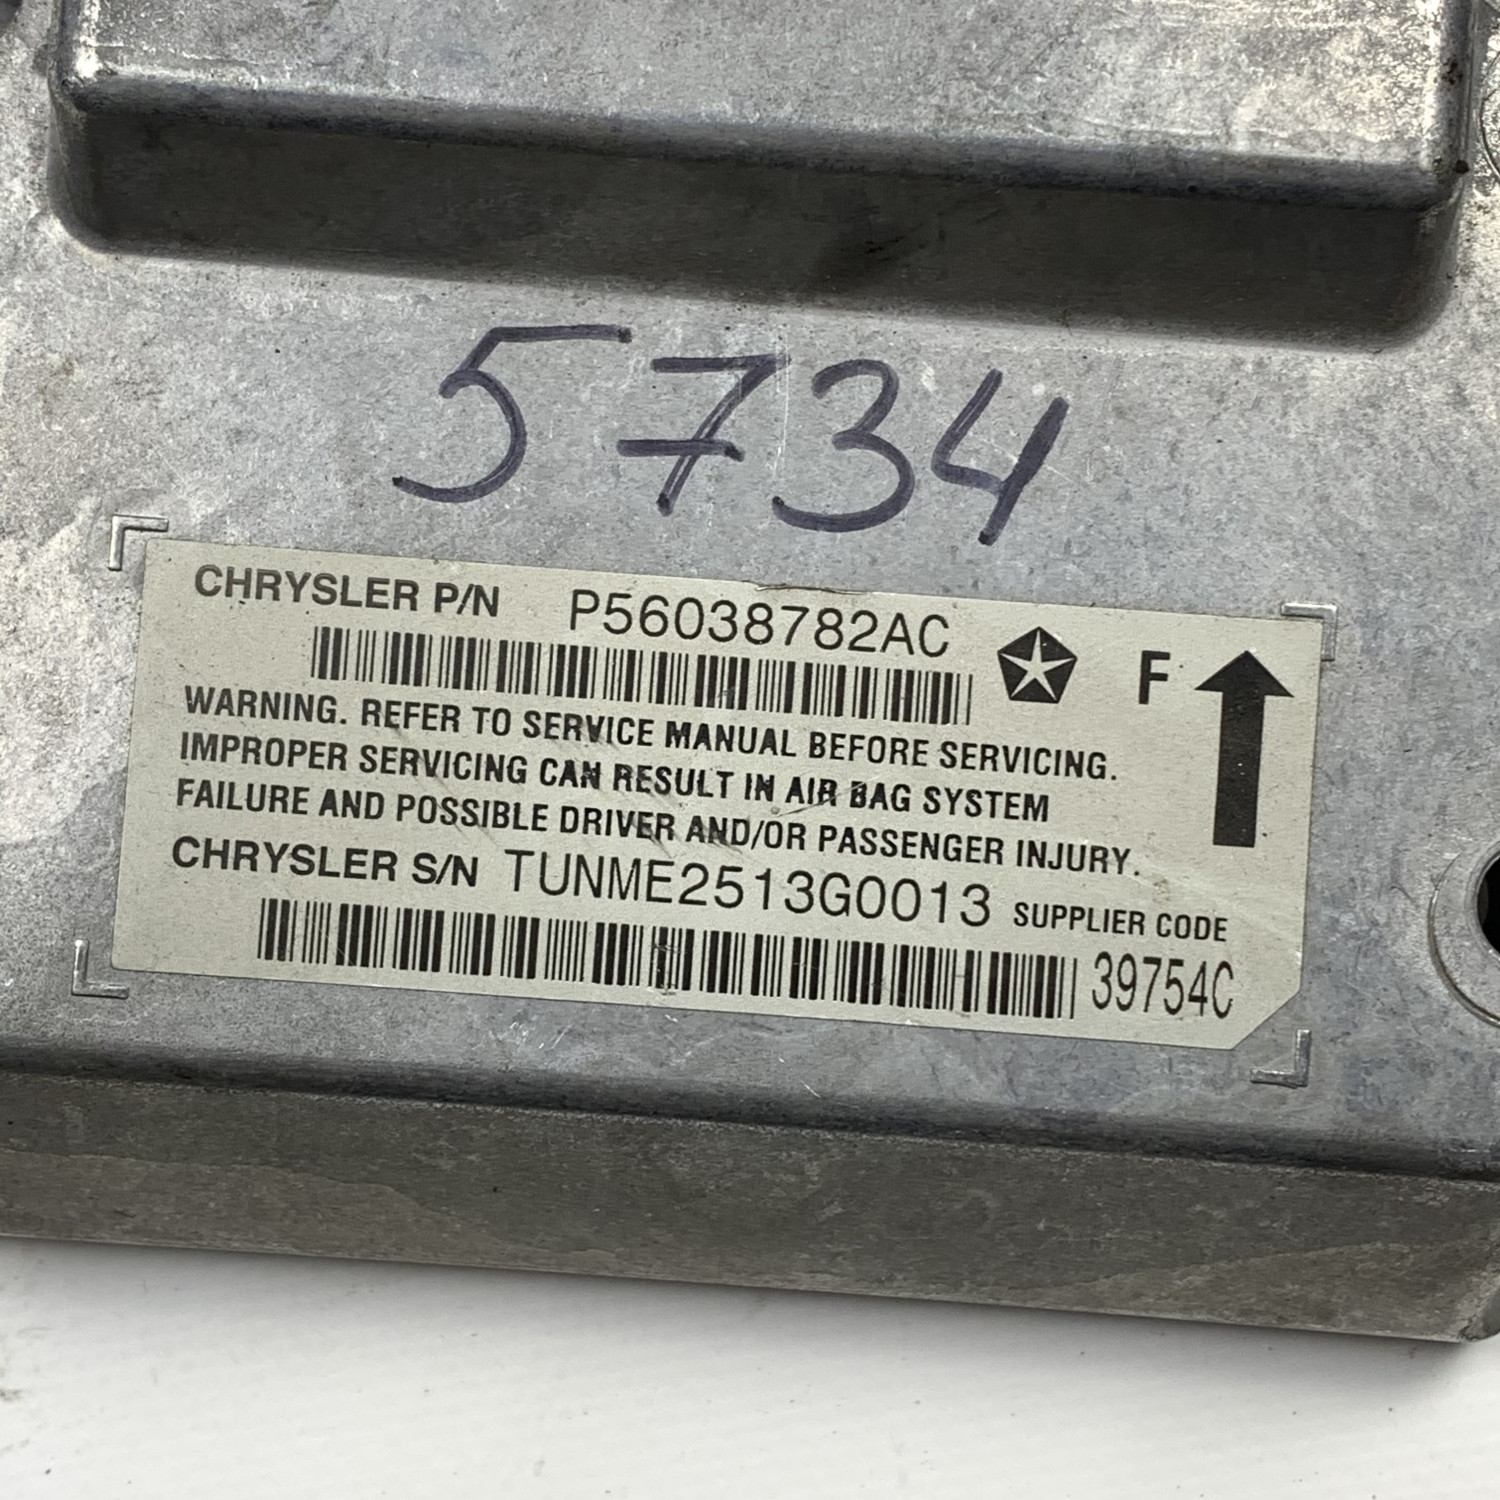 5734
CHRYSLER P/N P56038782AC
F
WARNING. REFER TO SERVICE MANUAL BEFORE SERVICING.
IMPROPER SERVICING CAN RESULT IN AIR BAG SYSTEM
FAILURE AND POSSIBLE DRIVER AND/OR PASSENGER INJURY.
CHRYSLER S/N TUNME2513G0013 SUPPLIER CODE
39754C